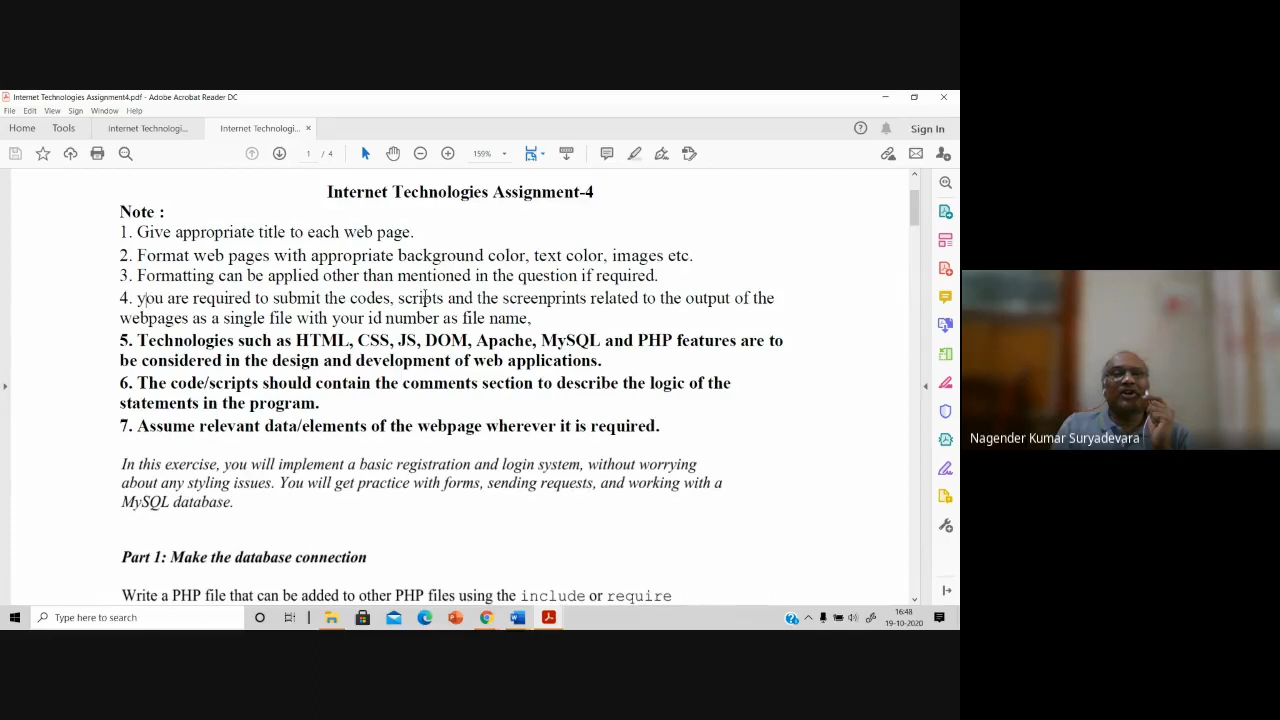 Internet Technologies Assignment4.pdf - Adobe Acrobat Reader DC
File Edit View Sign Window Help
Home Tools Internet Technologi... Internet Technologi... × Sign In
1 / 4 159%
Internet Technologies Assignment-4
Note :
1. Give appropriate title to each web page.
2. Format web pages with appropriate background color, text color, images etc.
3. Formatting can be applied other than mentioned in the question if required.
4. you are required to submit the codes, scripts and the screenprints related to the output of the
webpages as a single file with your id number as file name,
5. Technologies such as HTML, CSS, JS, DOM, Apache, MySQL and PHP features are to
be considered in the design and development of web applications.
6. The code/scripts should contain the comments section to describe the logic of the
statements in the program.
7. Assume relevant data/elements of the webpage wherever it is required.
In this exercise, you will implement a basic registration and login system, without worrying
about any styling issues. You will get practice with forms, sending requests, and working with a
MySQL database.
Part 1: Make the database connection
Write a PHP file that can be added to other PHP files using the include or require
Nagender Kumar Suryadevara
Type here to search
16:48
19-10-2020